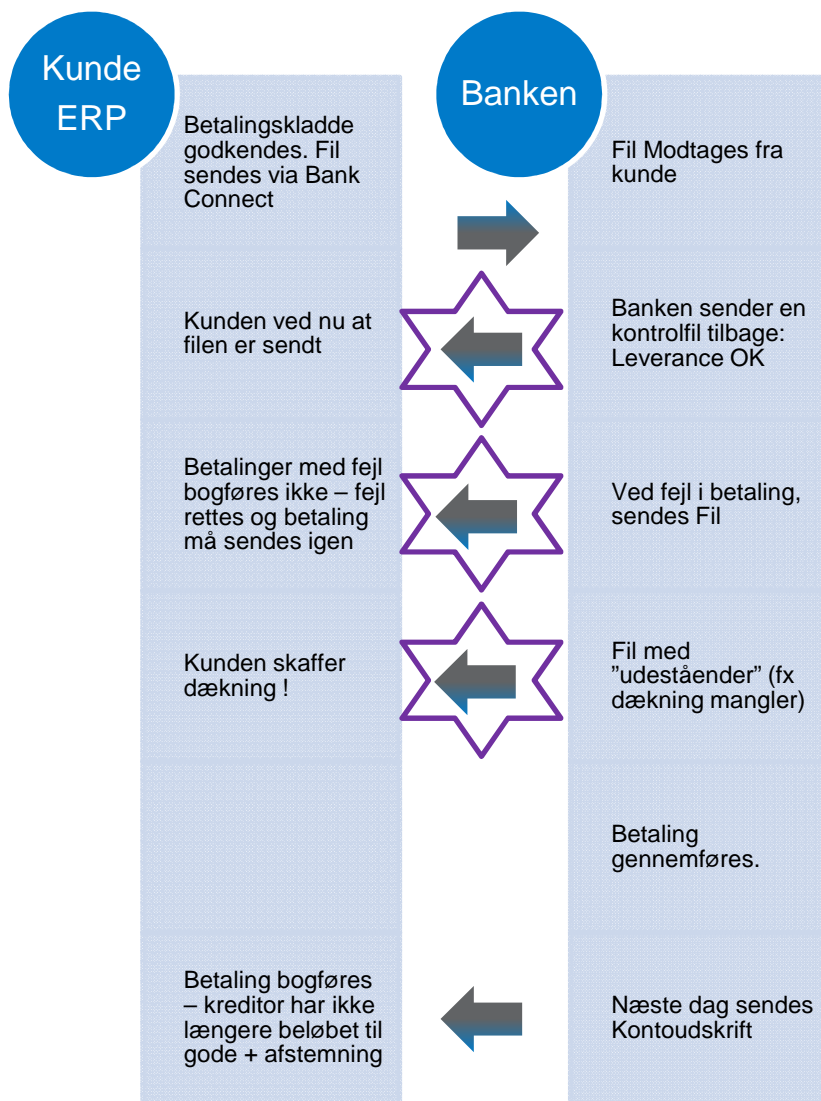 Kunde
ERP
Banken
Betalingskladde
godkendes. Fil
sendes via Bank
Connect
Fil Modtages fra
kunde
Kunden ved nu at
filen er sendt
Banken sender en
kontrolfil tilbage:
Leverance OK
Betalinger med fejl
bogføres ikke – fejl
rettes og betaling
må sendes igen
Ved fejl i betaling,
sendes Fil
Kunden skaffer
dækning !
Fil med
”udeståender” (fx
dækning mangler)
Betaling
gennemføres.
Betaling bogføres
– kreditor har ikke
længere beløbet til
gode + afstemning
Næste dag sendes
Kontoudskrift